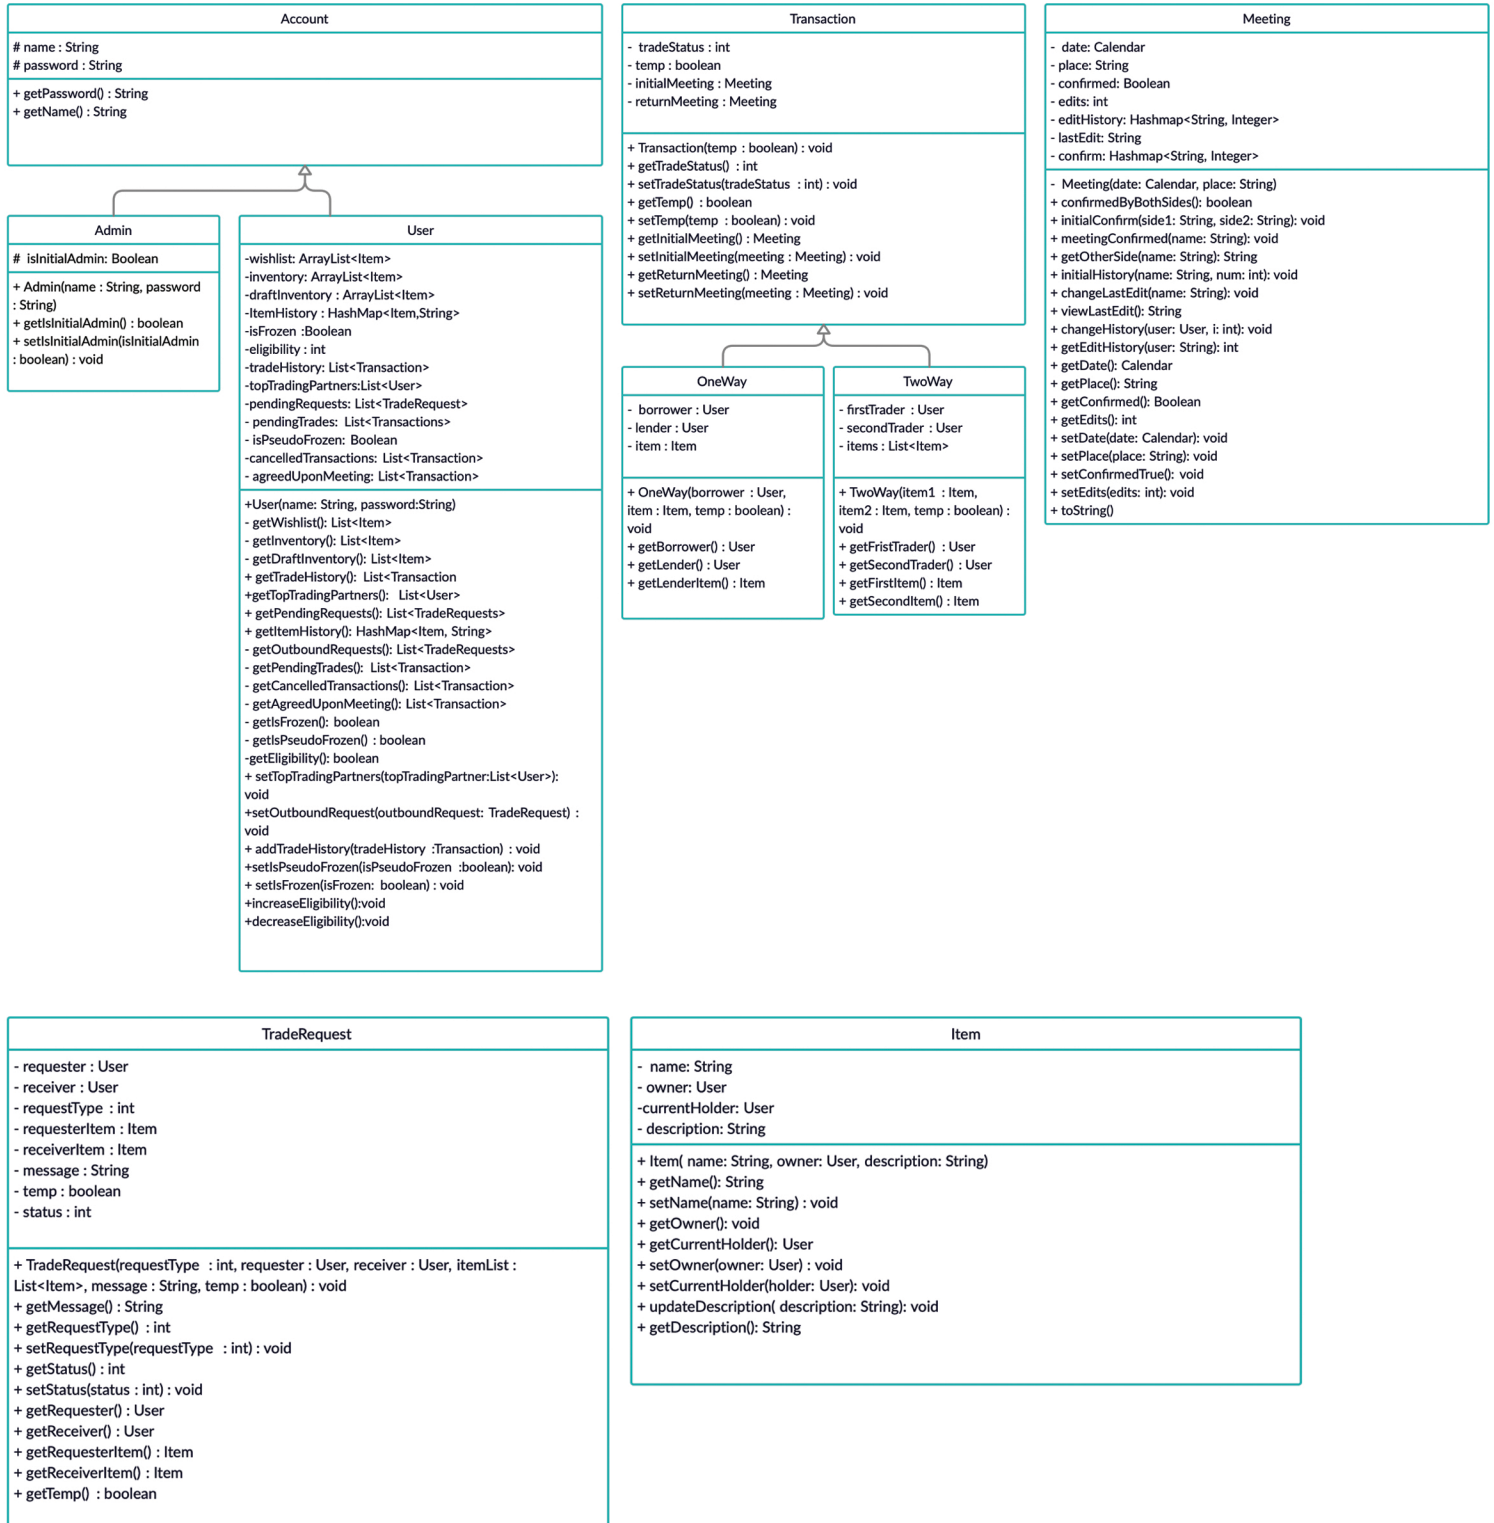 Account
# name : String
# password : String
+ getPassword() : String
+ getName() : String
Admin
# isInitialAdmin: Boolean
+ Admin(name : String, password
: String)
+ getIsInitialAdmin() : boolean
+ setIsInitialAdmin(isInitialAdmin
: boolean) : void
User
-wishlist: ArrayList<Item>
-inventory: ArrayList<Item>
-draftInventory : ArrayList<Item>
-ItemHistory : HashMap<Item,String>
-isFrozen :Boolean
-eligibility : int
-tradeHistory: List<Transaction>
-topTradingPartners:List<User>
-pendingRequests: List<TradeRequest>
- pendingTrades: List<Transactions>
- isPseudoFrozen: Boolean
-cancelledTransactions: List<Transaction>
- agreedUponMeeting: List<Transaction>
+User(name: String, password:String)
- getWishlist(): List<Item>
- getInventory(): List<Item>
- getDraftInventory(): List<Item>
+ getTradeHistory(): List<Transaction
+getTopTradingPartners(): List<User>
+ getPendingRequests(): List<TradeRequests>
+ getItemHistory(): HashMap<Item, String>
- getOutboundRequests(): List<TradeRequests>
- getPendingTrades(): List<Transaction>
- getCancelledTransactions(): List<Transaction>
- getAgreedUponMeeting(): List<Transaction>
- getIsFrozen(): boolean
- getIsPseudoFrozen() : boolean
-getEligibility(): boolean
+ setTopTradingPartners(topTradingPartner:List<User>):
void
+setOutboundRequest(outboundRequest: TradeRequest) :
void
+ addTradeHistory(tradeHistory :Transaction) : void
+setIsPseudoFrozen(isPseudoFrozen :boolean): void
+ setIsFrozen(isFrozen: boolean) : void
+increaseEligibility():void
+decreaseEligibility():void
Transaction
- tradeStatus : int
- temp : boolean
- initialMeeting : Meeting
- returnMeeting : Meeting
+ Transaction(temp : boolean) : void
+ getTradeStatus() : int
+ setTradeStatus(tradeStatus : int) : void
+ getTemp() : boolean
+ setTemp(temp : boolean) : void
+ getInitialMeeting() : Meeting
+ setInitialMeeting(meeting : Meeting) : void
+ getReturnMeeting() : Meeting
+ setReturnMeeting(meeting : Meeting) : void
OneWay
- borrower : User
- lender : User
- item : Item
+ OneWay(borrower : User,
item : Item, temp : boolean) :
void
+ getBorrower() : User
+ getLender() : User
+ getLenderItem() : Item
TwoWay
- firstTrader : User
- secondTrader : User
- items : List<Item>
+ TwoWay(item1 : Item,
item2 : Item, temp : boolean) :
void
+ getFristTrader() : User
+ getSecondTrader() : User
+ getFirstItem() : Item
+ getSecondItem() : Item
Meeting
- date: Calendar
- place: String
- confirmed: Boolean
- edits: int
- editHistory: Hashmap<String, Integer>
- lastEdit: String
- confirm: Hashmap<String, Integer>
- Meeting(date: Calendar, place: String)
+ confirmedByBothSides(): boolean
+ initialConfirm(side1: String, side2: String): void
+ meetingConfirmed(name: String): void
+ getOtherSide(name: String): String
+ initialHistory(name: String, num: int): void
+ changeLastEdit(name: String): void
+ viewLastEdit(): String
+ changeHistory(user: User, i: int): void
+ getEditHistory(user: String): int
+ getDate(): Calendar
+ getPlace(): String
+ getConfirmed(): Boolean
+ getEdits(): int
+ setDate(date: Calendar): void
+ setPlace(place: String): void
+ setConfirmedTrue(): void
+ setEdits(edits: int): void
+ toString()
TradeRequest
- requester : User
- receiver : User
- requestType : int
- requesterItem : Item
- receiverItem : Item
- message : String
- temp : boolean
- status : int
+ TradeRequest(requestType : int, requester : User, receiver : User, itemList :
List<Item>, message : String, temp : boolean) : void
+ getMessage() : String
+ getRequestType() : int
+ setRequestType(requestType : int) : void
+ getStatus() : int
+ setStatus(status : int) : void
+ getRequester() : User
+ getReceiver() : User
+ getRequesterItem() : Item
+ getReceiverItem() : Item
+ getTemp() : boolean
Item
- name: String
- owner: User
-currentHolder: User
- description: String
+ Item( name: String, owner: User, description: String)
+ getName(): String
+ setName(name: String) : void
+ getOwner(): void
+ getCurrentHolder(): User
+ setOwner(owner: User) : void
+ setCurrentHolder(holder: User): void
+ updateDescription( description: String): void
+ getDescription(): String